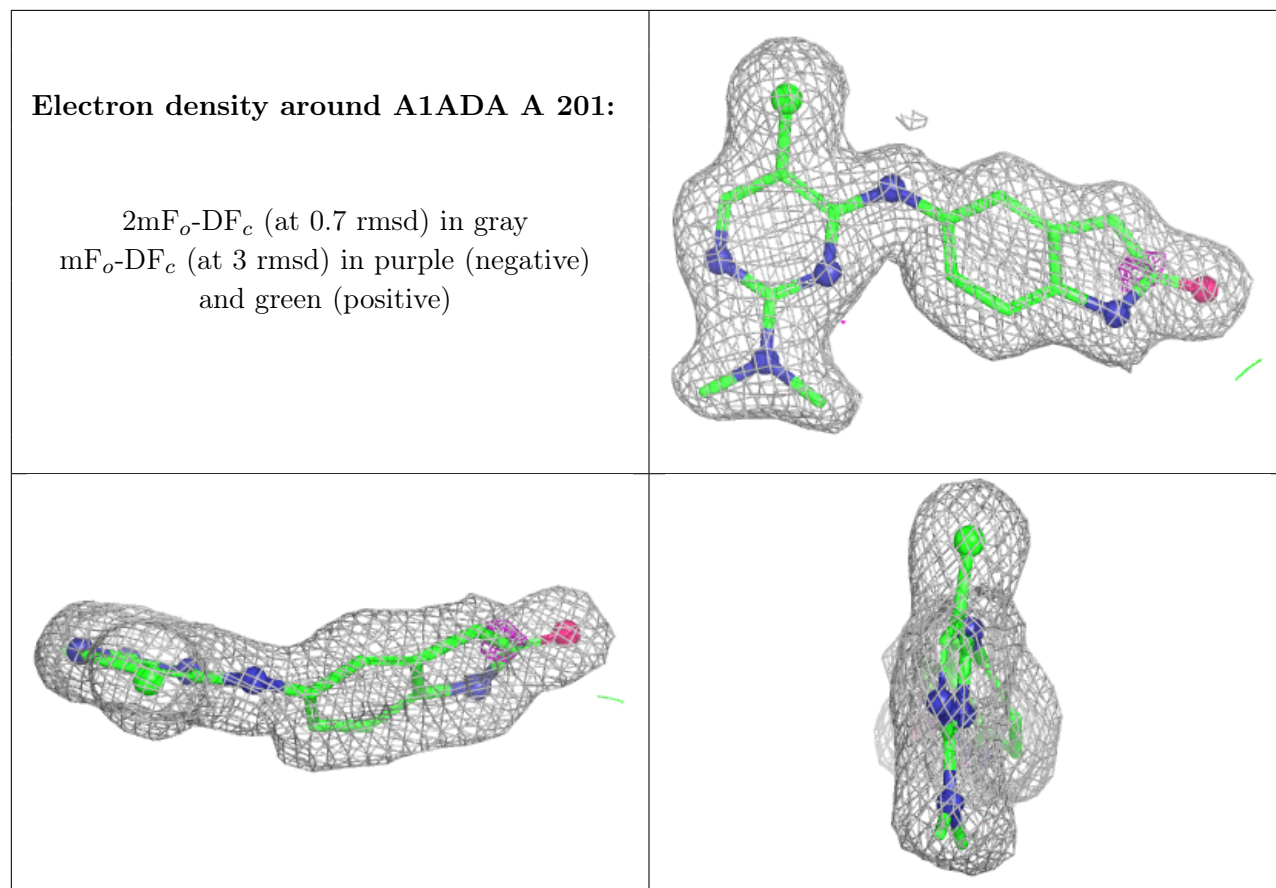 Electron density around A1ADA A 201:
2mFₒ-DF𝒸 (at 0.7 rmsd) in gray
mFₒ-DF𝒸 (at 3 rmsd) in purple (negative)
and green (positive)